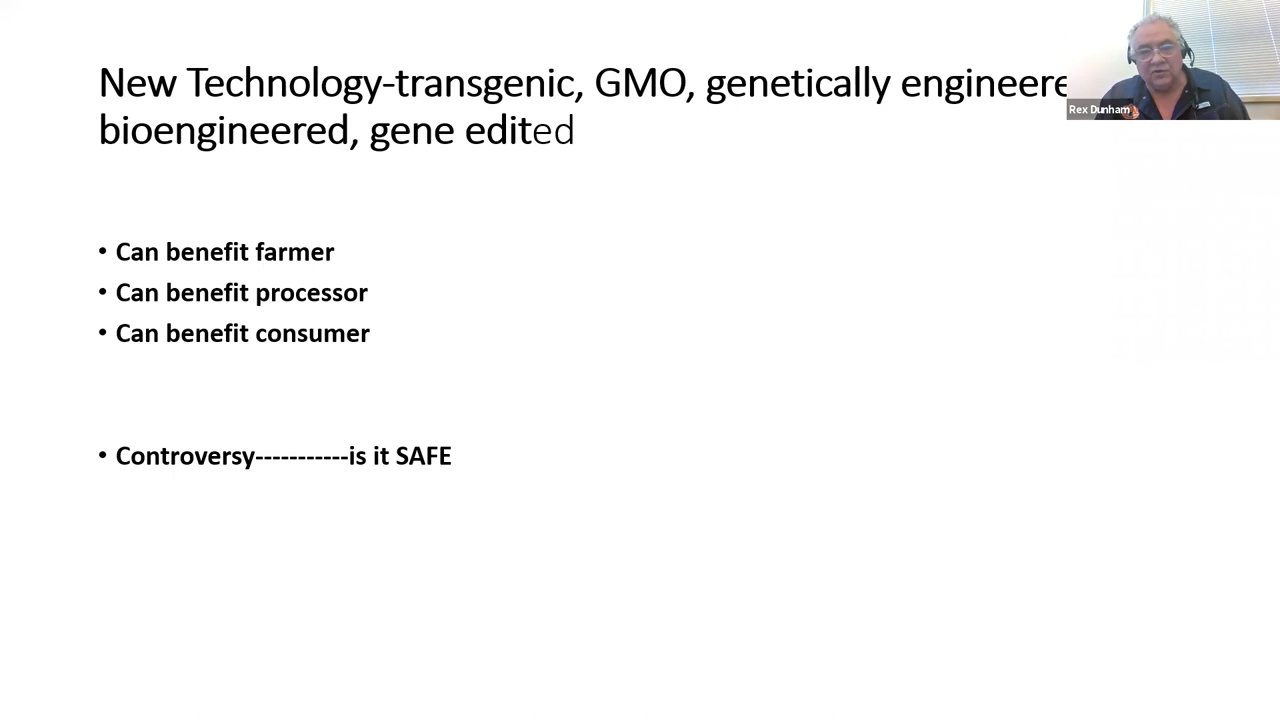 New Technology-transgenic, GMO, genetically engineere
bioengineered, gene edited
Rex Dunham
• Can benefit farmer
• Can benefit processor
• Can benefit consumer
• Controversy-----------is it SAFE